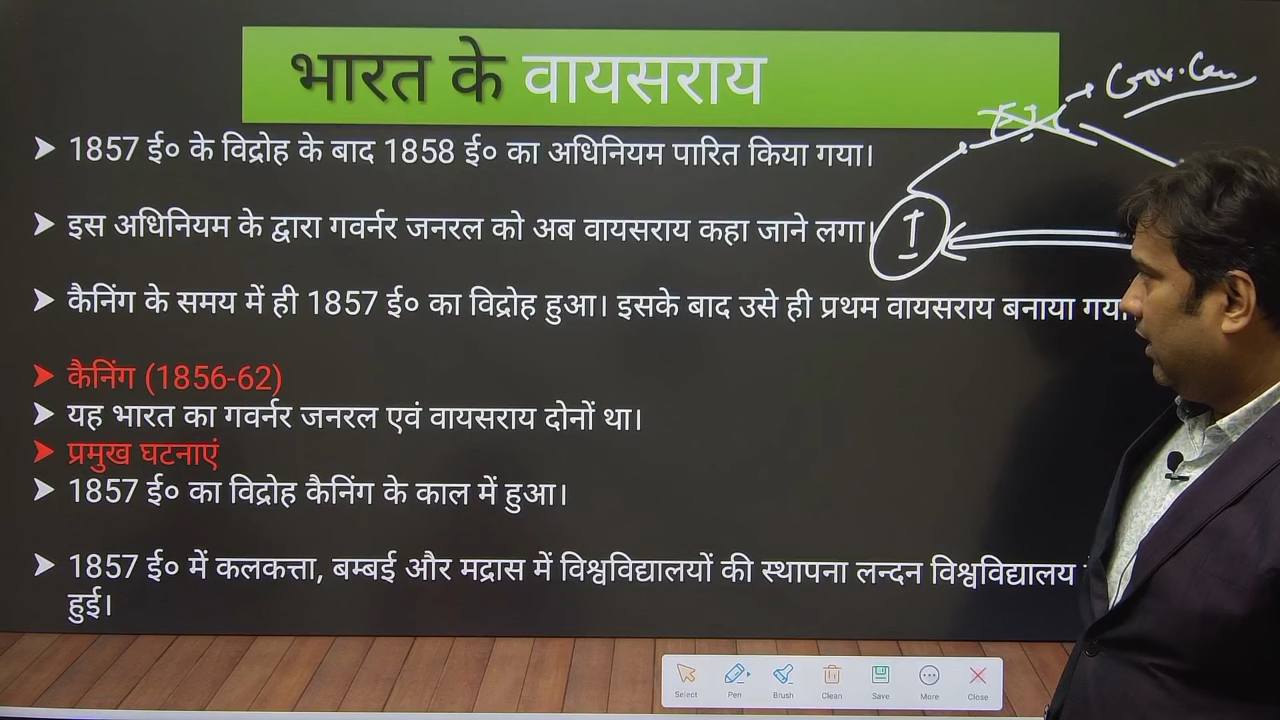 भारत के वायसराय
Gov. Gen
1857 ई० के विद्रोह के बाद 1858 ई० का अधिनियम पारित किया गया।
इस अधिनियम के द्वारा गवर्नर जनरल को अब वायसराय कहा जाने लगा।
I
कैनिंग के समय में ही 1857 ई० का विद्रोह हुआ। इसके बाद उसे ही प्रथम वायसराय बनाया
कैनिंग (1856-62)
यह भारत का गवर्नर जनरल एवं वायसराय दोनों था।
प्रमुख घटनाएं
1857 ई० का विद्रोह कैनिंग के काल में हुआ।
1857 ई० में कलकत्ता, बम्बई और मद्रास में विश्वविद्यालयों की स्थापना लन्दन विश्वविद्यालय
हुई।
Select Pen Brush Clean Save More Close